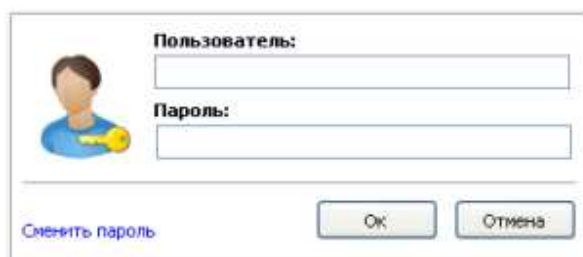 Пользователь:
Пароль:
Сменить пароль
Ок
Отмена